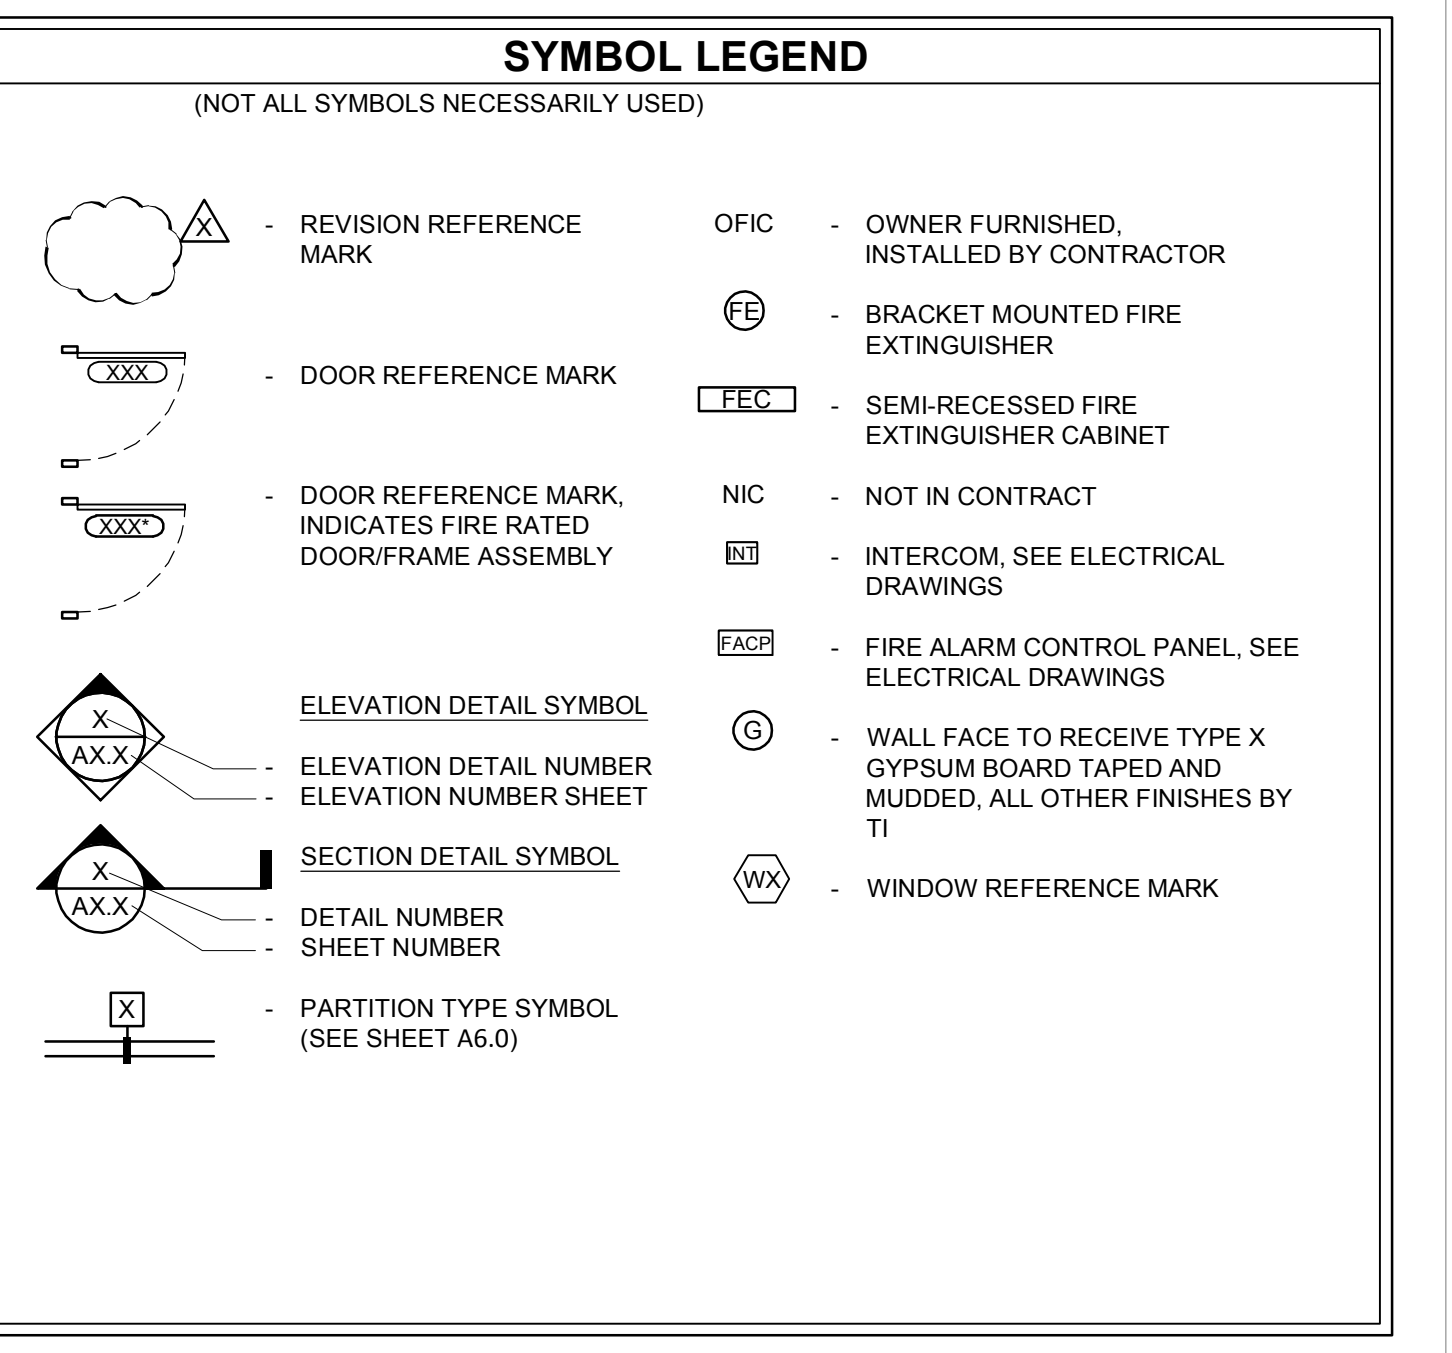 SYMBOL LEGEND
(NOT ALL SYMBOLS NECESSARILY USED)
X - REVISION REFERENCE
MARK
XXX - DOOR REFERENCE MARK
XXX* - DOOR REFERENCE MARK,
INDICATES FIRE RATED
DOOR/FRAME ASSEMBLY
ELEVATION DETAIL SYMBOL
X - ELEVATION DETAIL NUMBER
AX.X - ELEVATION NUMBER SHEET
SECTION DETAIL SYMBOL
X - DETAIL NUMBER
AX.X - SHEET NUMBER
X - PARTITION TYPE SYMBOL
(SEE SHEET A6.0)
OFIC - OWNER FURNISHED,
INSTALLED BY CONTRACTOR
FE - BRACKET MOUNTED FIRE
EXTINGUISHER
FEC - SEMI-RECESSED FIRE
EXTINGUISHER CABINET
NIC - NOT IN CONTRACT
INT - INTERCOM, SEE ELECTRICAL
DRAWINGS
FACP - FIRE ALARM CONTROL PANEL, SEE
ELECTRICAL DRAWINGS
G - WALL FACE TO RECEIVE TYPE X
GYPSUM BOARD TAPED AND
MUDDED, ALL OTHER FINISHES BY
TI
WX - WINDOW REFERENCE MARK